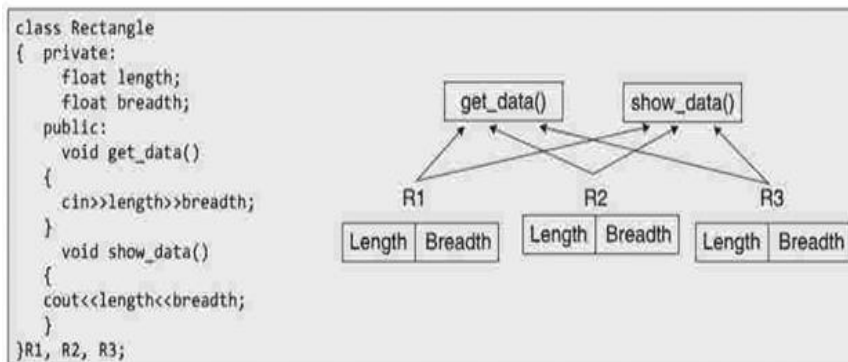 class Rectangle
{ private:
float length;
float breadth;
public:
void get_data()
{
cin>>length>>breadth;
}
void show_data()
{
cout<<length<<breadth;
}
}R1, R2, R3;
get_data() show_data()
R1 R2 R3
Length Breadth Length Breadth Length Breadth